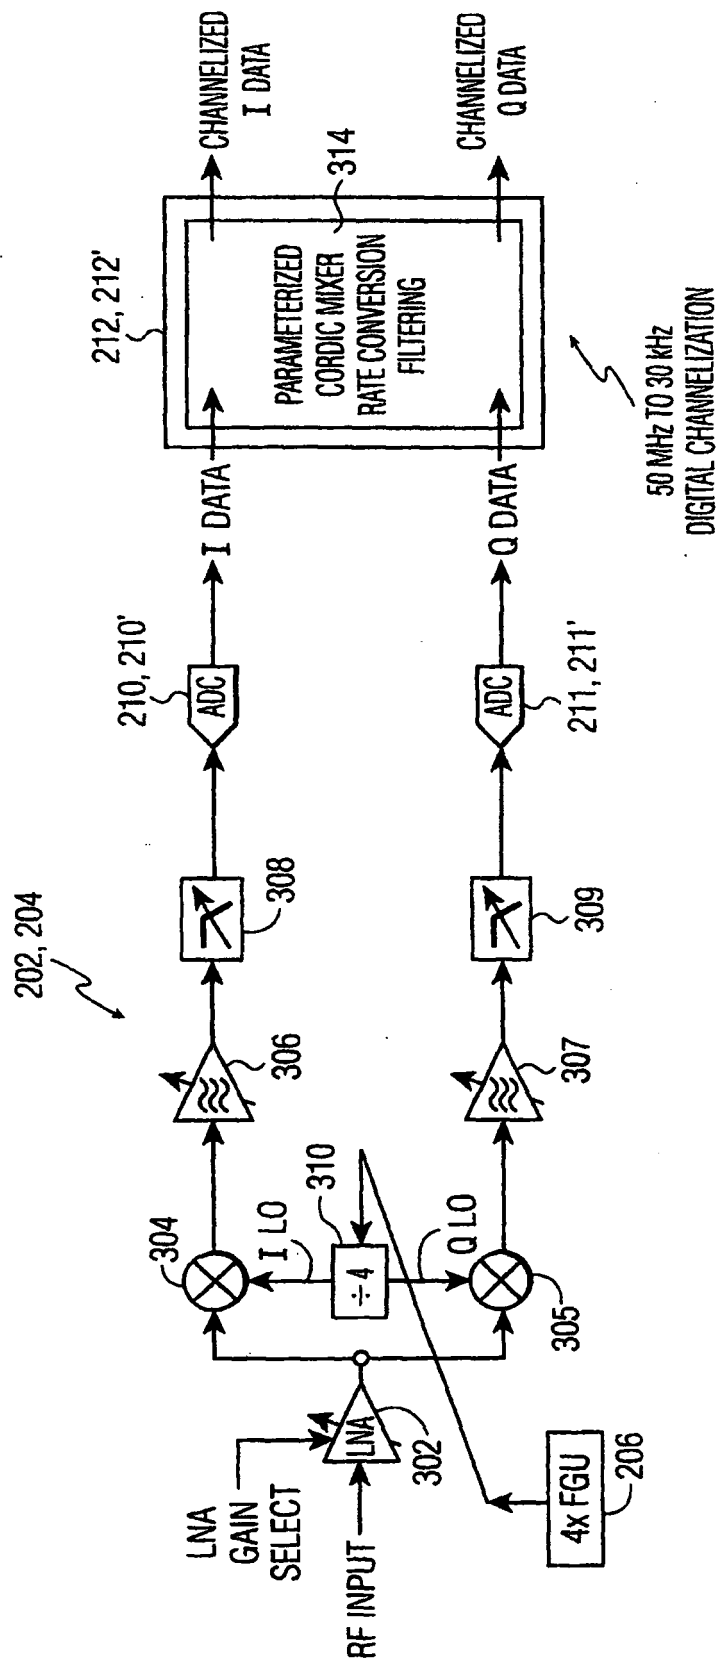 202, 204
LNA
GAIN
SELECT
RF INPUT
LNA
302
4x FGU
206
304
I LO
310
÷ 4
Q LO
305
306
307
308
309
210, 210'
ADC
I DATA
211, 211'
ADC
Q DATA
212, 212'
PARAMETERIZED
CORDIC MIXER
RATE CONVERSION
FILTERING
314
CHANNELIZED
I DATA
CHANNELIZED
Q DATA
50 MHz TO 30 kHz
DIGITAL CHANNELIZATION